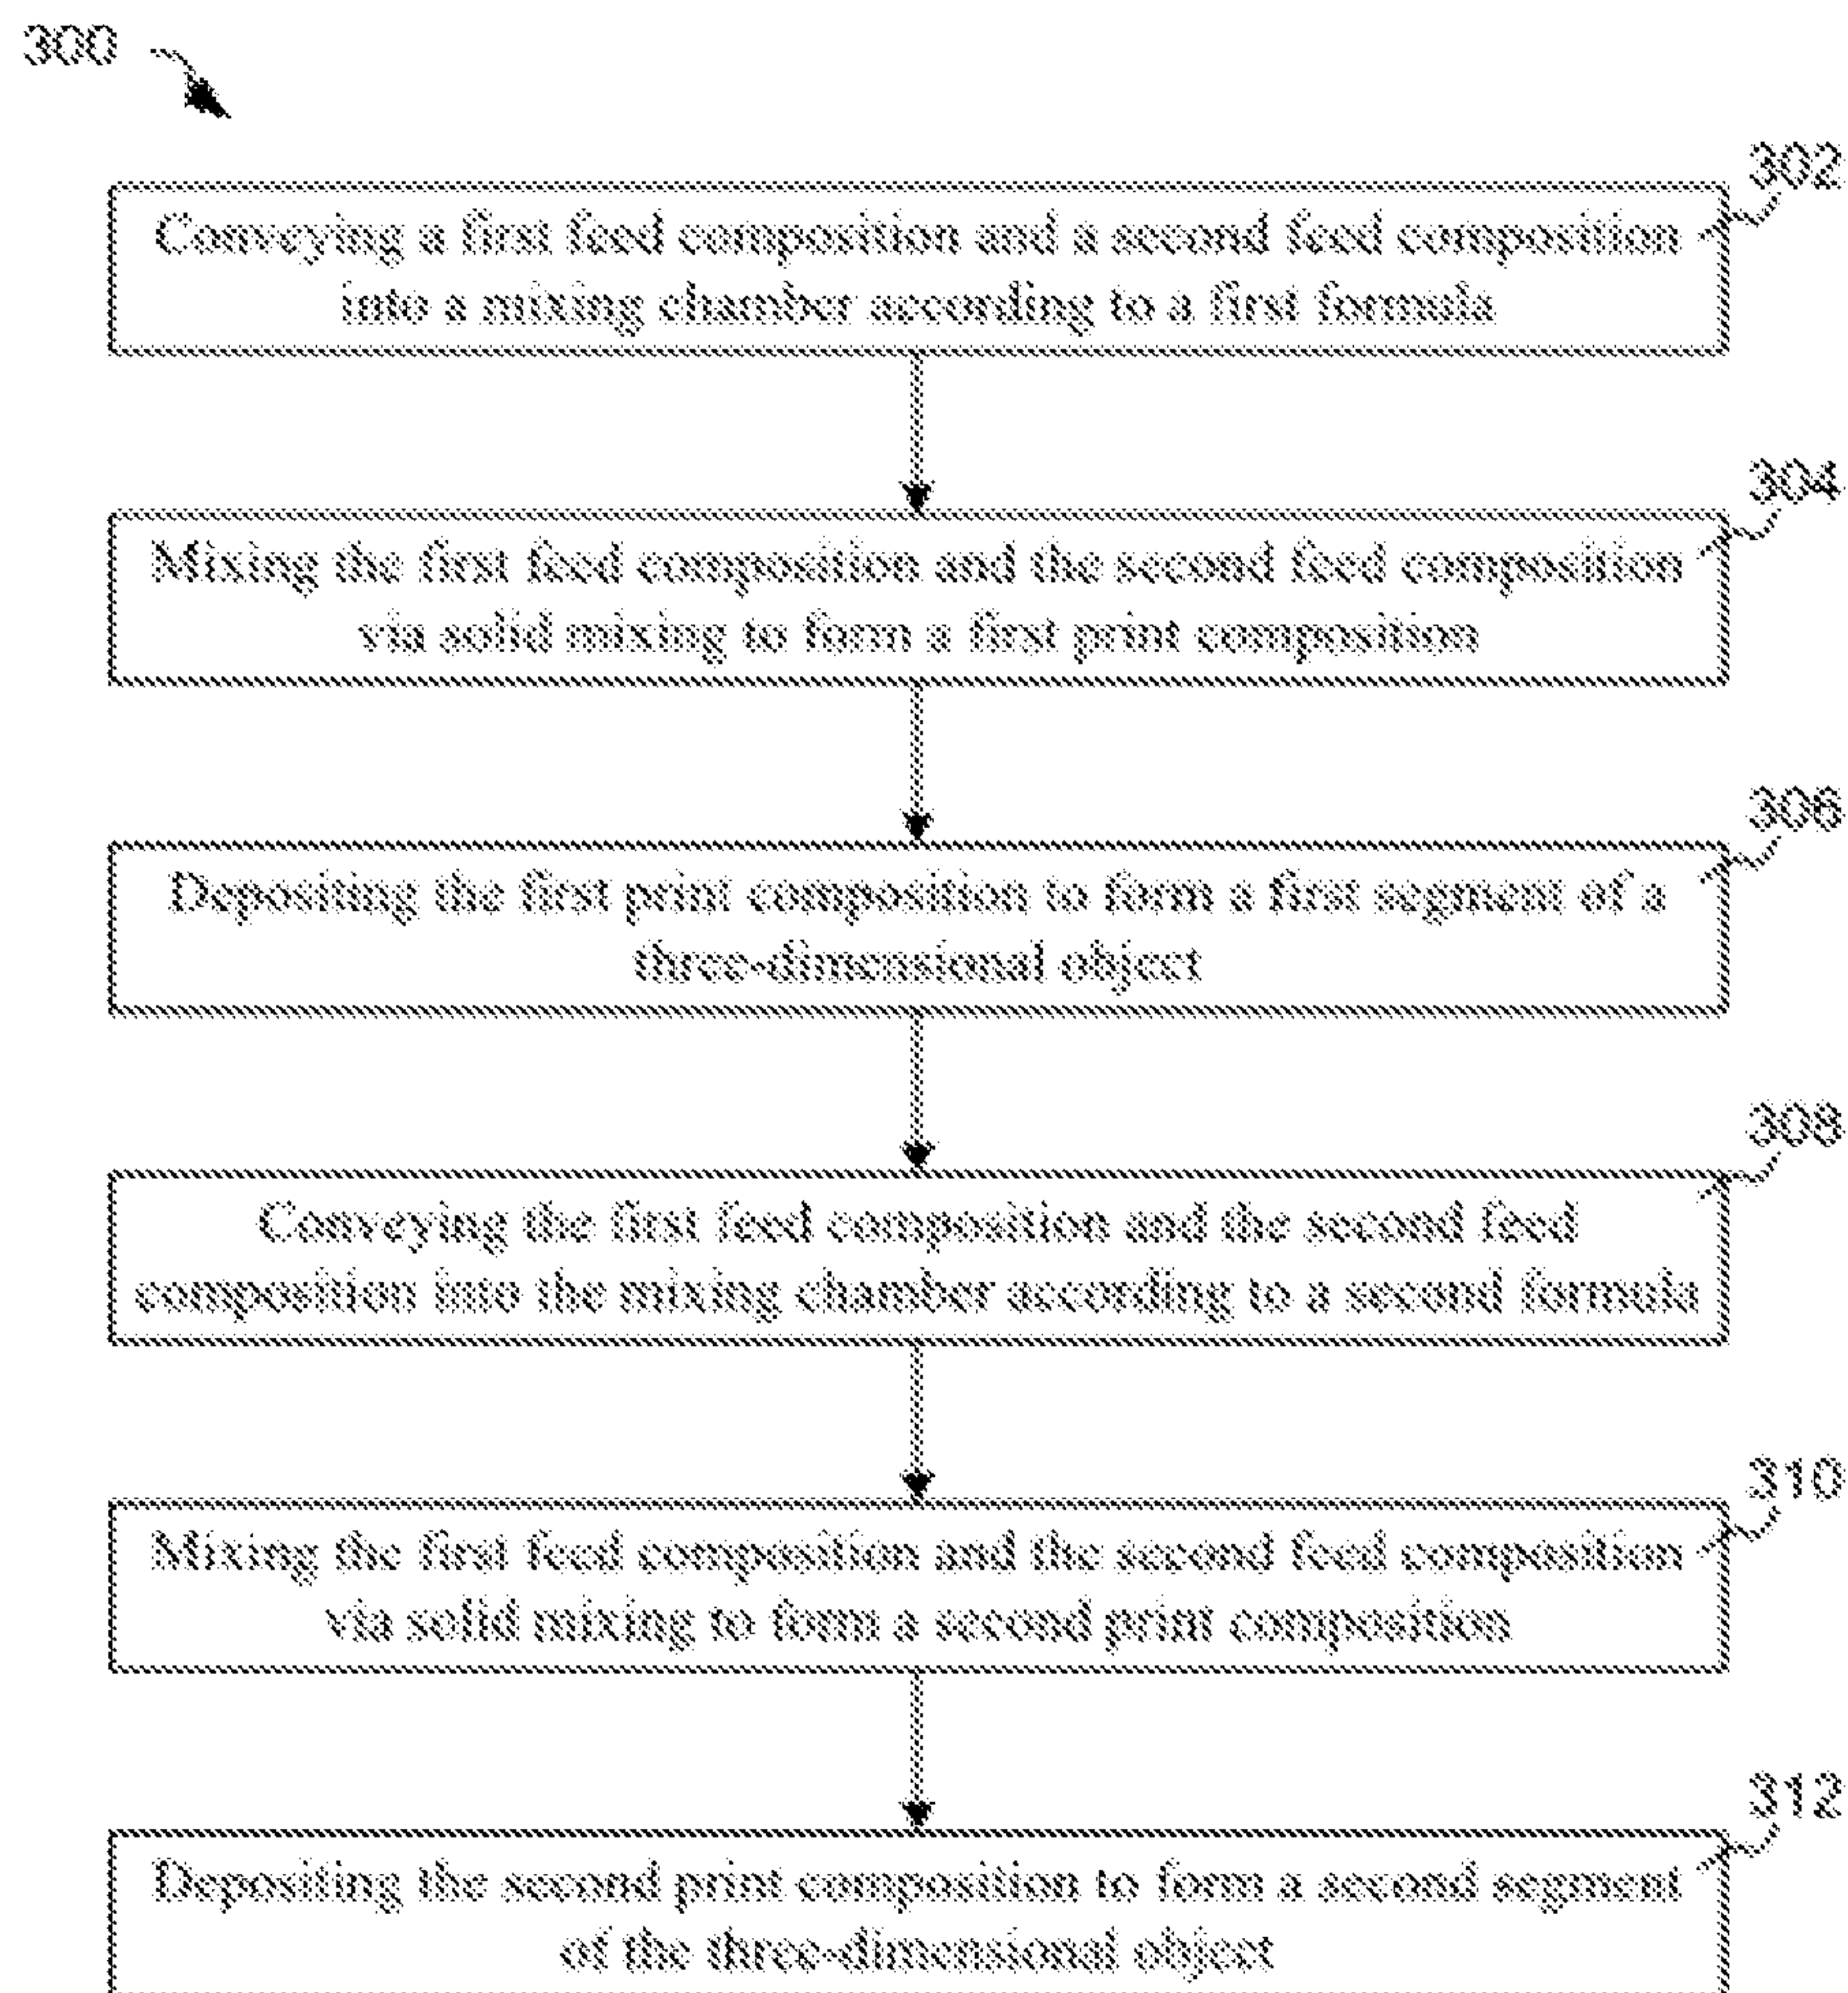 300
302
Conveying a first feed composition and a second feed composition
into a mixing chamber according to a first formula
304
Mixing the first feed composition and the second feed composition
via solid mixing to form a first print composition
306
Depositing the first print composition to form a first segment of a
three-dimensional object
308
Conveying the first feed composition and the second feed
composition into the mixing chamber according to a second formula
310
Mixing the first feed composition and the second feed composition
via solid mixing to form a second print composition
312
Depositing the second print composition to form a second segment
of the three-dimensional object